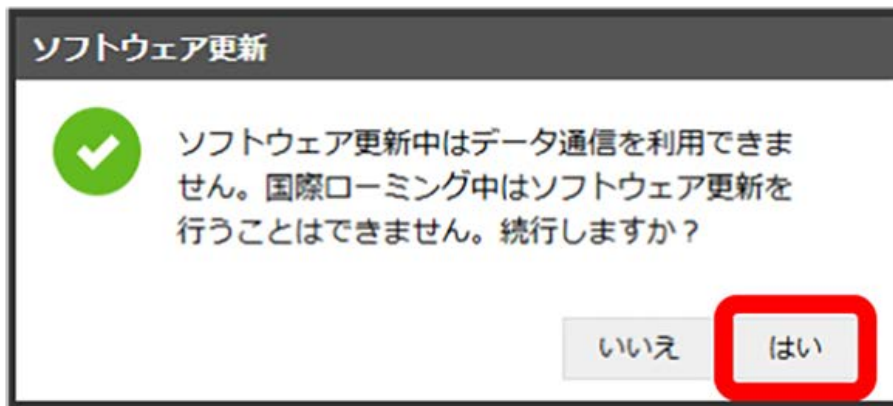 ソフトウェア更新
ソフトウェア更新中はデータ通信を利用できま
せん。国際ローミング中はソフトウェア更新を
行うことはできません。続行しますか？
いいえ
はい